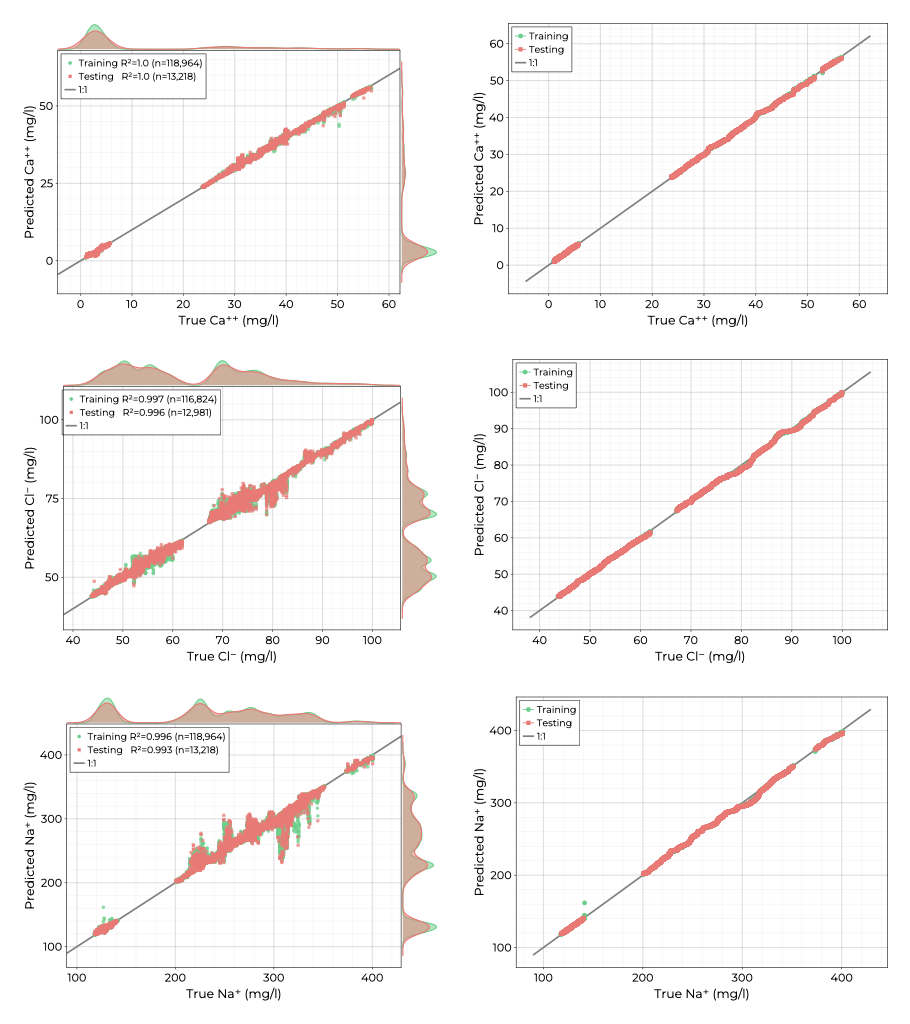 Training R²=1.0 (n=118,964)
Testing R²=1.0 (n=13,218)
1:1
Predicted Ca⁺⁺ (mg/l)
50
25
0
0 10 20 30 40 50 60
True Ca⁺⁺ (mg/l)
Training
Testing
1:1
Predicted Ca⁺⁺ (mg/l)
60
50
40
30
20
10
0
0 10 20 30 40 50 60
True Ca⁺⁺ (mg/l)
Training R²=0.997 (n=116,824)
Testing R²=0.996 (n=12,981)
1:1
Predicted Cl⁻ (mg/l)
100
75
50
40 50 60 70 80 90 100
True Cl⁻ (mg/l)
Training
Testing
1:1
Predicted Cl⁻ (mg/l)
100
90
80
70
60
50
40
40 50 60 70 80 90 100
True Cl⁻ (mg/l)
Training R²=0.996 (n=118,964)
Testing R²=0.993 (n=13,218)
1:1
Predicted Na⁺ (mg/l)
400
300
200
100
100 200 300 400
True Na⁺ (mg/l)
Training
Testing
1:1
Predicted Na⁺ (mg/l)
400
300
200
100
100 200 300 400
True Na⁺ (mg/l)